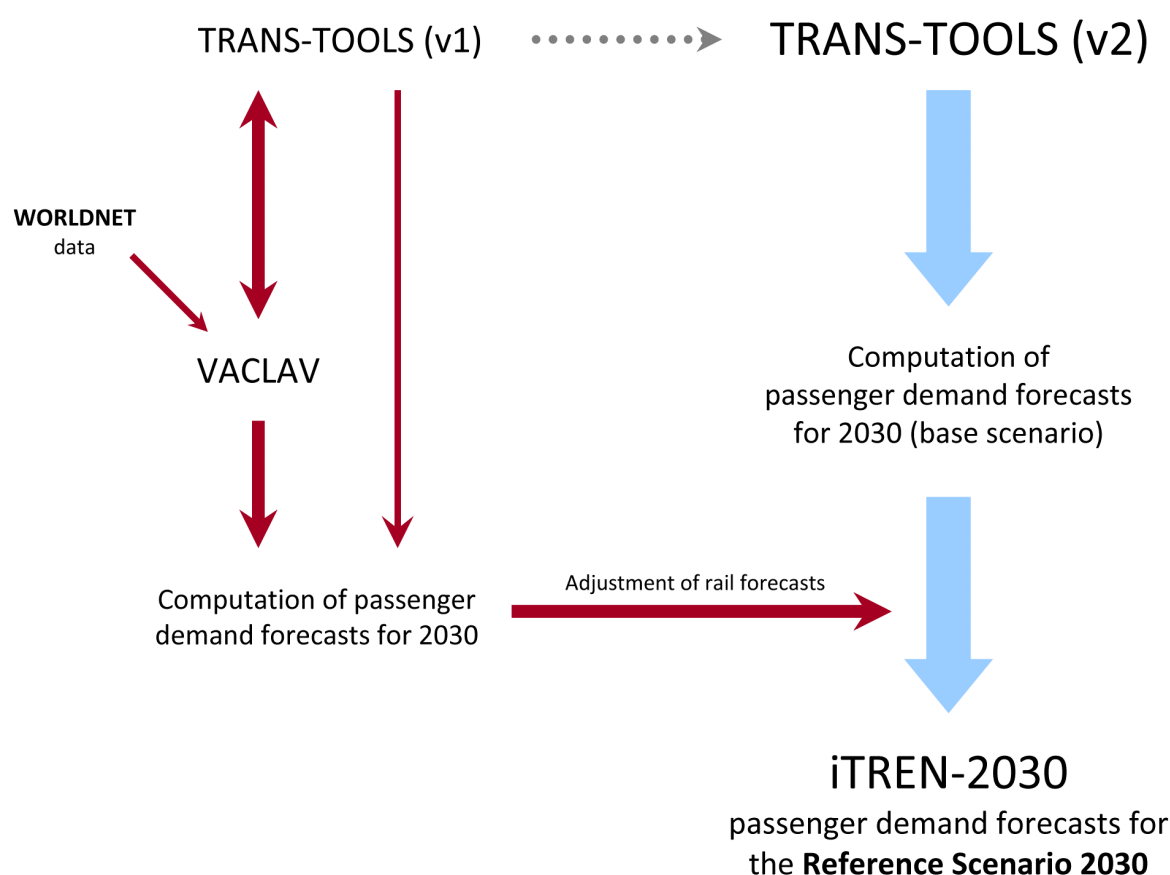 TRANS-TOOLS (v1)
TRANS-TOOLS (v2)
WORLDNET
data
VACLAV
Computation of
passenger demand forecasts
for 2030 (base scenario)
Computation of passenger
demand forecasts for 2030
Adjustment of rail forecasts
iTREN-2030
passenger demand forecasts for
the Reference Scenario 2030